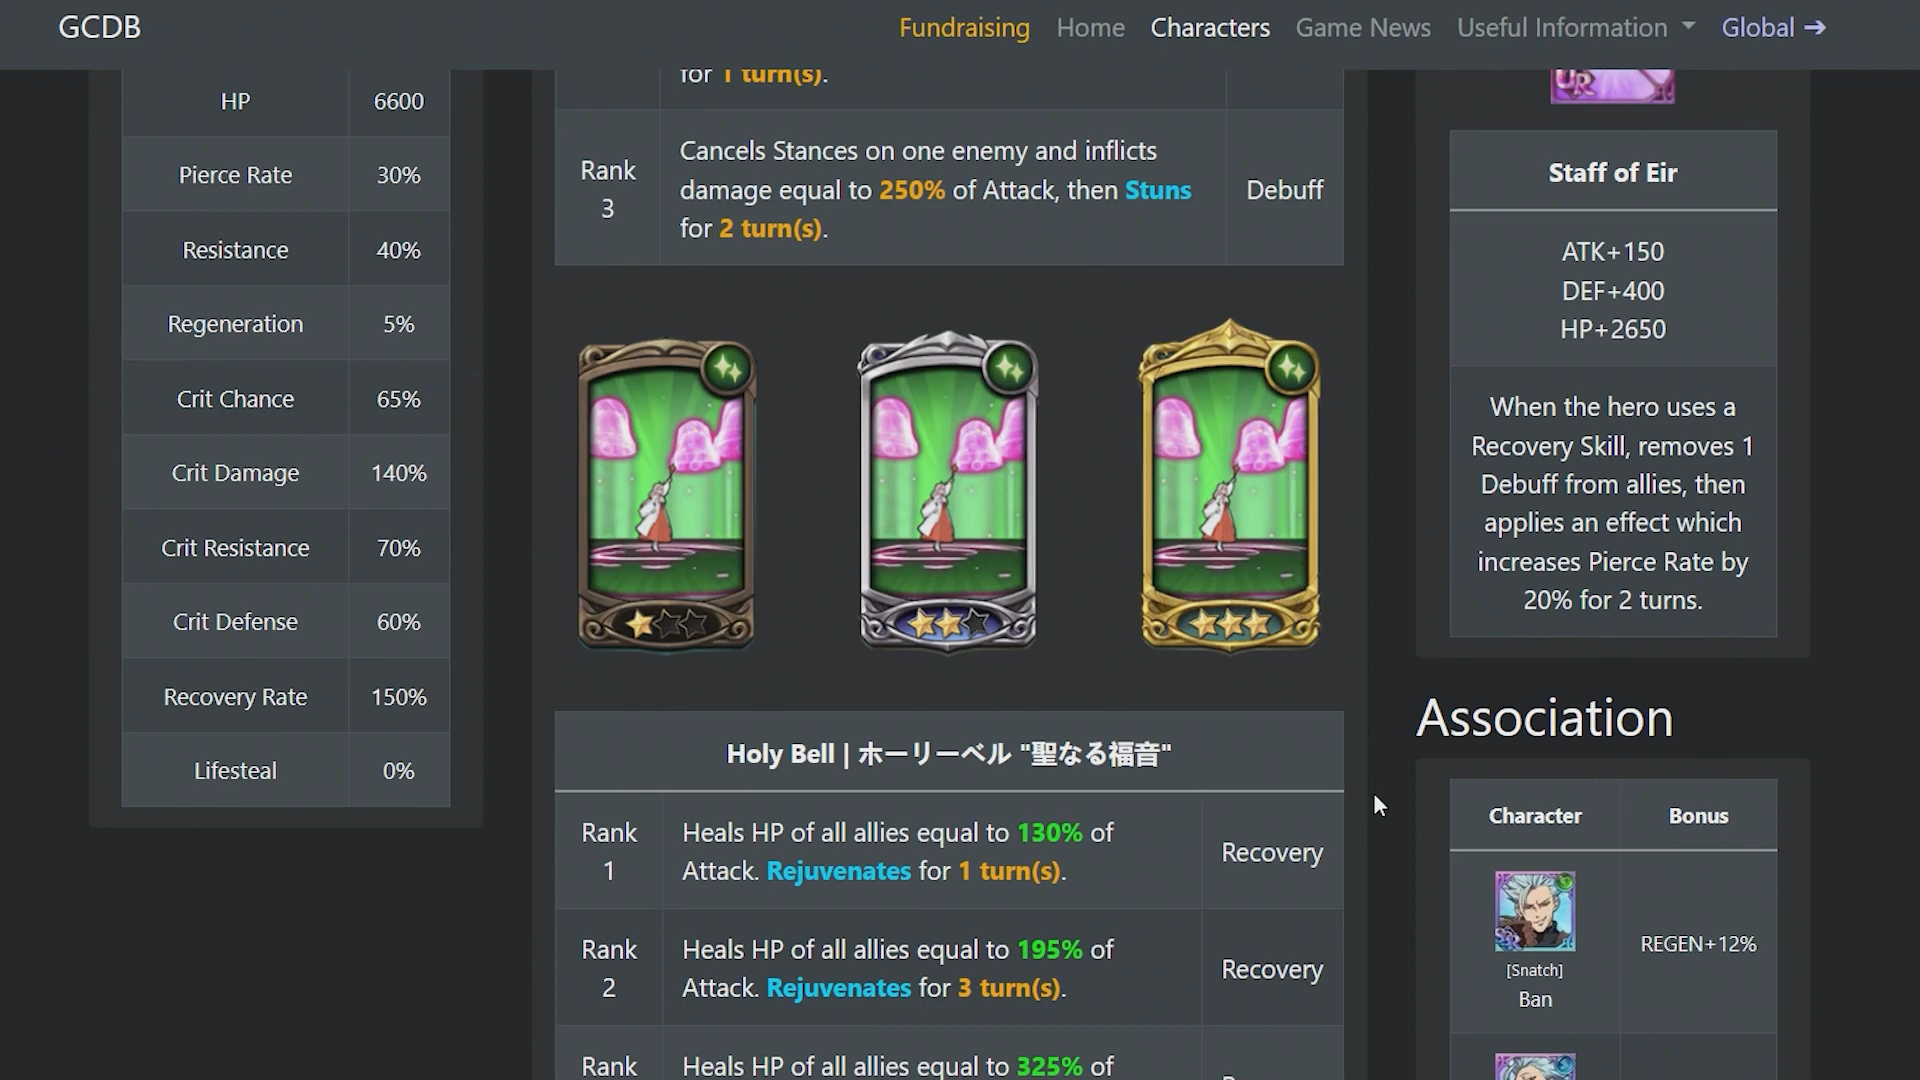 GCDB
Fundraising
Home
Characters
Game News
Useful Information
Global →
HP 6600
Pierce Rate 30%
Resistance 40%
Regeneration 5%
Crit Chance 65%
Crit Damage 140%
Crit Resistance 70%
Crit Defense 60%
Recovery Rate 150%
Lifesteal 0%
for 1 turn(s).
Rank
3
Cancels Stances on one enemy and inflicts
damage equal to 250% of Attack, then Stuns
for 2 turn(s).
Debuff
Holy Bell | ホーリーベル "聖なる福音"
Rank
1
Heals HP of all allies equal to 130% of
Attack. Rejuvenates for 1 turn(s).
Recovery
Rank
2
Heals HP of all allies equal to 195% of
Attack. Rejuvenates for 3 turn(s).
Recovery
Rank
Heals HP of all allies equal to 325% of
UR
Staff of Eir
ATK+150
DEF+400
HP+2650
When the hero uses a
Recovery Skill, removes 1
Debuff from allies, then
applies an effect which
increases Pierce Rate by
20% for 2 turns.
Association
Character Bonus
[Snatch]
Ban
REGEN+12%